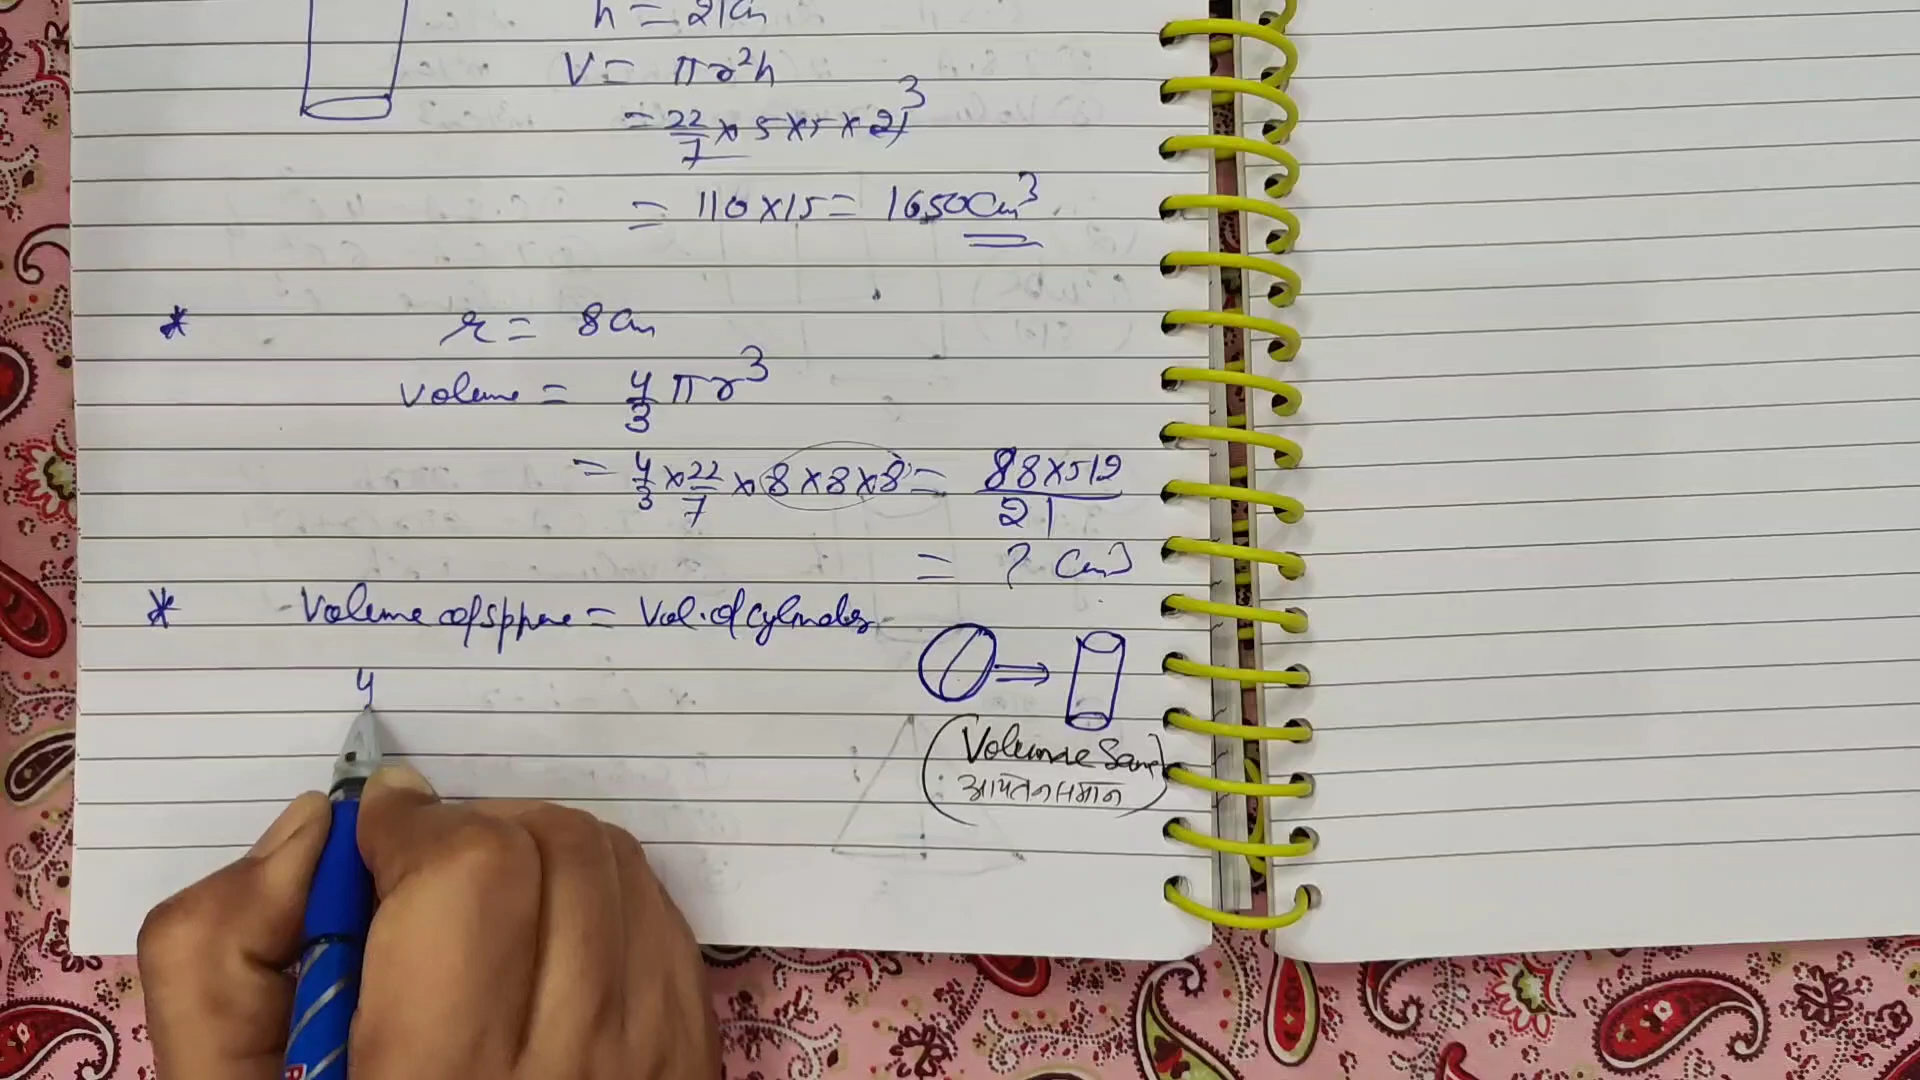 h = 21cm
V = πr²h
= 22/7 × 5 × 5 × 21 3
= 110 × 15 = 1650 cm³
* r = 8 cm
Volume = 4/3 πr³
= 4/3 × 22/7 × 8 × 8 × 8 = 88 × 512 / 21
= ? cm³
* Volume of sphere = Vol. of cylinder
4
(Volumae Same)
आयतन समान